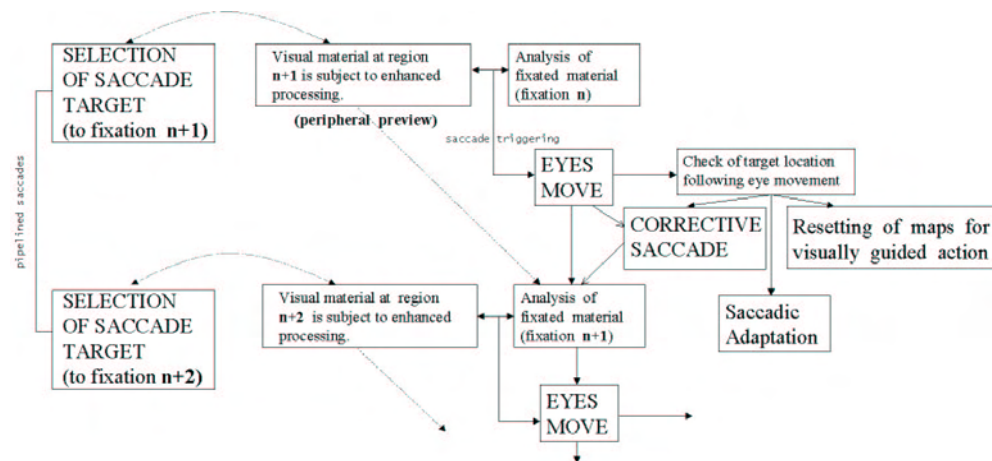 SELECTION
OF SACCADE
TARGET
(to fixation n+1)
Visual material at region
n+1 is subject to enhanced
processing.
(peripheral preview)
Analysis of
fixated material
(fixation n)
saccade triggering
EYES
MOVE
Check of target location
following eye movement
CORRECTIVE
SACCADE
Resetting of maps for
visually guided action
Saccadic
Adaptation
pipelined saccades
SELECTION
OF SACCADE
TARGET
(to fixation n+2)
Visual material at region
n+2 is subject to enhanced
processing.
Analysis of
fixated material
(fixation n+1)
EYES
MOVE